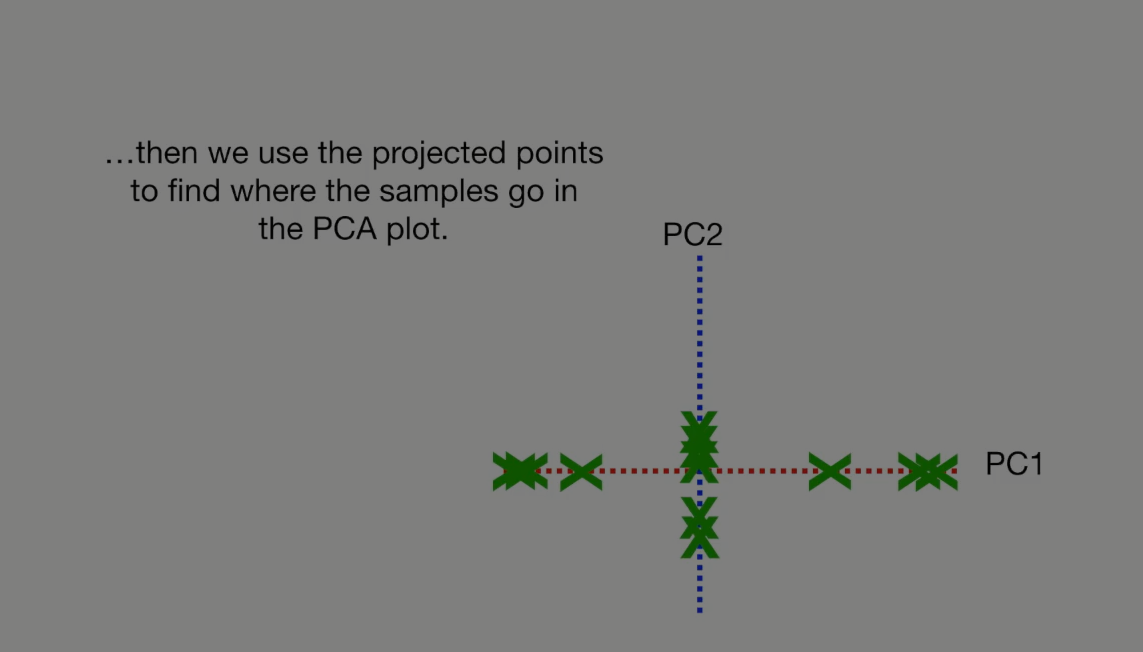 …then we use the projected points
to find where the samples go in
the PCA plot.
PC2
PC1